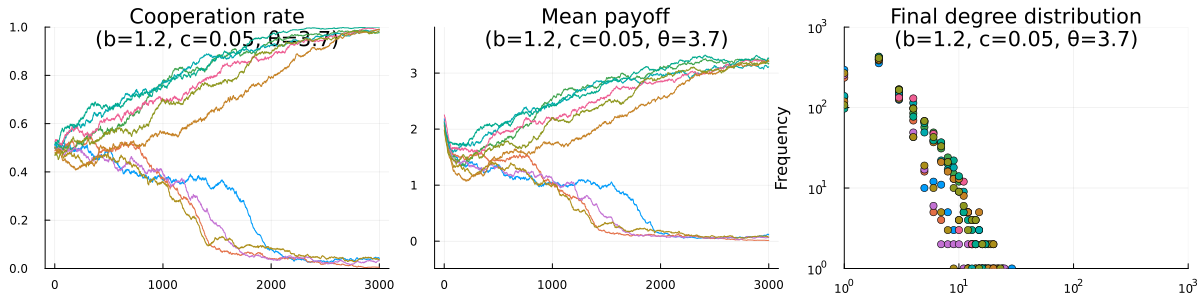 Cooperation rate
(b=1.2, c=0.05, θ=3.7)
1.0
0.8
0.6
0.4
0.2
0.0
0 1000 2000 3000
Mean payoff
(b=1.2, c=0.05, θ=3.7)
3
2
1
0
0 1000 2000 3000
Final degree distribution
(b=1.2, c=0.05, θ=3.7)
Frequency
10³
10²
10¹
10⁰
10⁰ 10¹ 10² 10³